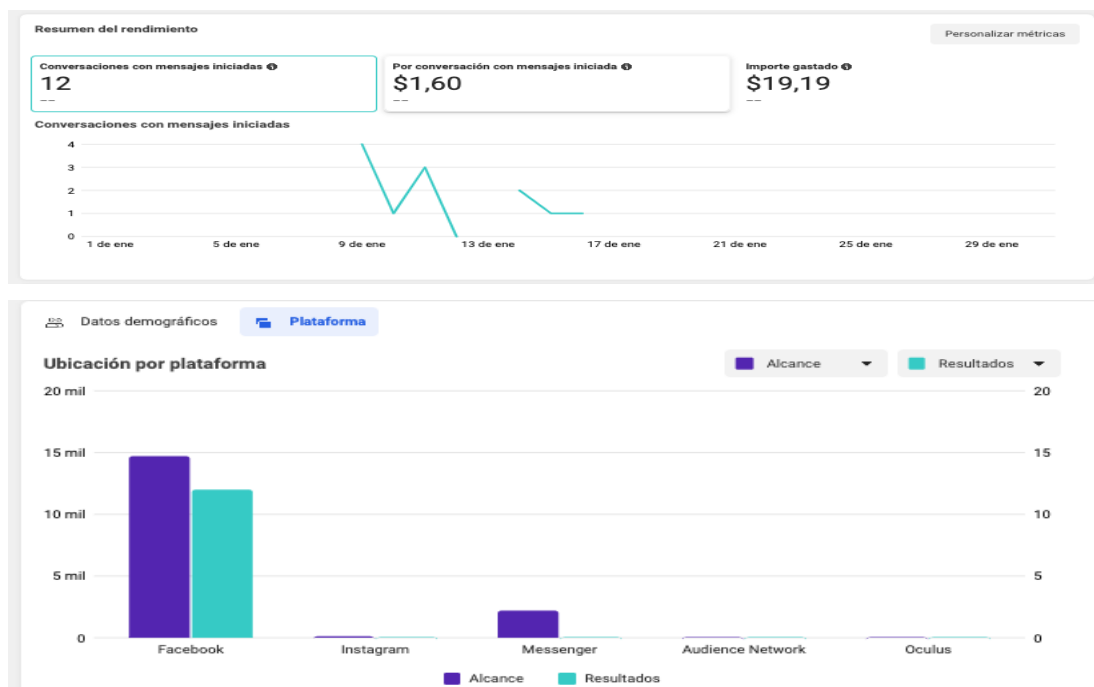 Resumen del rendimiento
Personalizar métricas
Conversaciones con mensajes iniciadas
12
--
Por conversación con mensajes iniciada
$1,60
--
Importe gastado
$19,19
--
Conversaciones con mensajes iniciadas
4
3
2
1
0
1 de ene 5 de ene 9 de ene 13 de ene 17 de ene 21 de ene 25 de ene 29 de ene
Datos demográficos Plataforma
Ubicación por plataforma
Alcance Resultados
20 mil 20
15 mil 15
10 mil 10
5 mil 5
0 0
Facebook Instagram Messenger Audience Network Oculus
Alcance Resultados